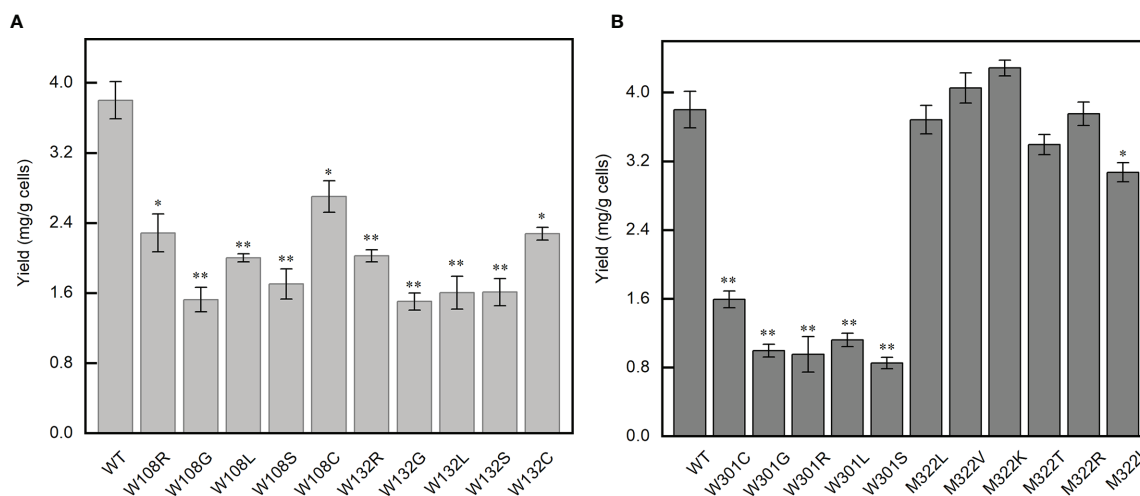 A
Yield (mg/g cells)
4.0
3.2
2.4
1.6
0.8
0.0
*
**
**
**
*
**
**
**
**
*
WT
W108R
W108G
W108L
W108S
W108C
W132R
W132G
W132L
W132S
W132C
B
Yield (mg/g cells)
4.0
3.2
2.4
1.6
0.8
0.0
**
**
**
**
**
*
WT
W301C
W301G
W301R
W301L
W301S
M322L
M322V
M322K
M322T
M322R